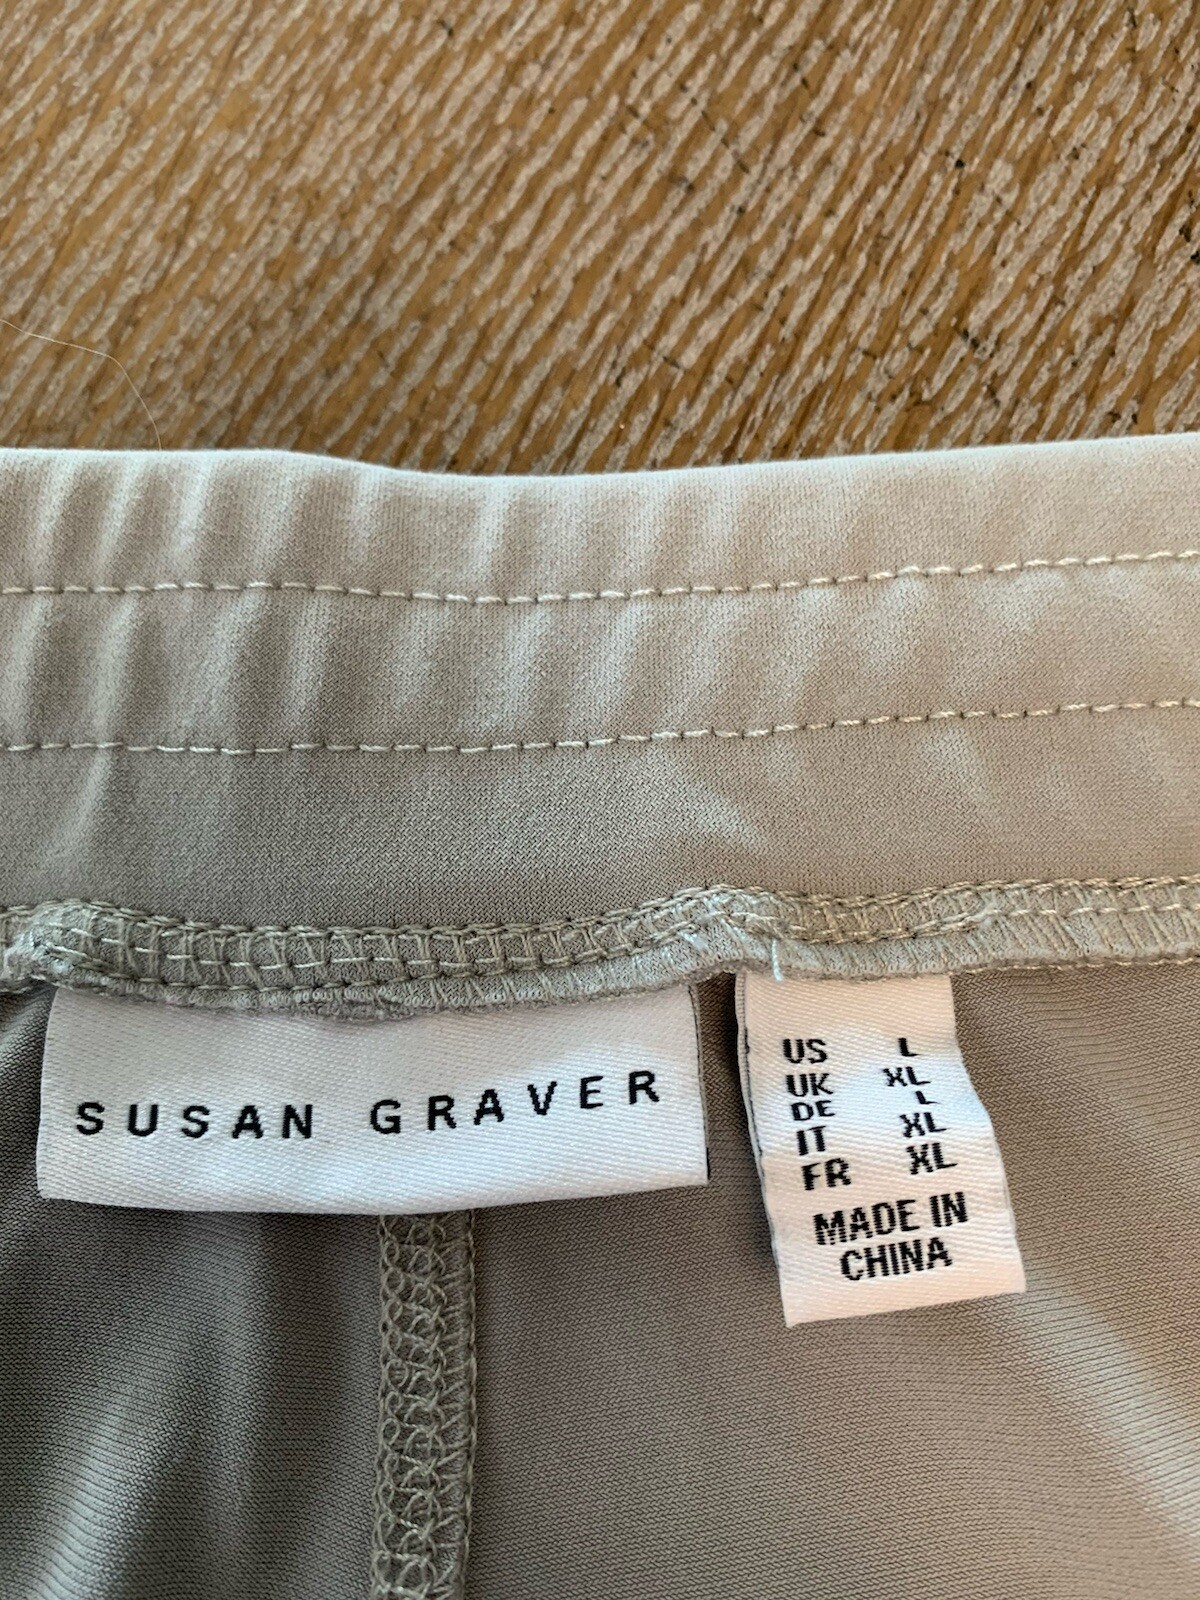 SUSAN GRAVER
US L
UK XL
DE L
IT XL
FR XL
MADE IN
CHINA